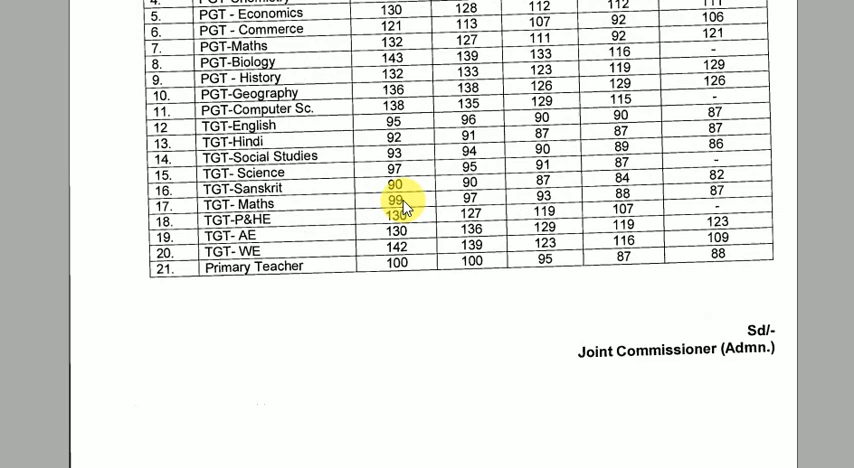 5. PGT - Economics 130 128 112 112 111
6. PGT - Commerce 121 113 107 92 106
7. PGT-Maths 132 127 111 92 121
8. PGT-Biology 143 139 133 116 -
9. PGT - History 132 133 123 119 129
10. PGT-Geography 136 138 126 129 126
11. PGT-Computer Sc. 138 135 129 115 -
12 TGT-English 95 96 90 90 87
13. TGT-Hindi 92 91 87 87 87
14. TGT-Social Studies 93 94 90 89 86
15. TGT- Science 97 95 91 87 -
16. TGT-Sanskrit 90 90 87 84 82
17. TGT- Maths 99 97 93 88 87
18. TGT-P&HE 130 127 119 107 -
19. TGT- AE 130 136 129 119 123
20. TGT- WE 142 139 123 116 109
21. Primary Teacher 100 100 95 87 88
Sd/-
Joint Commissioner (Admn.)